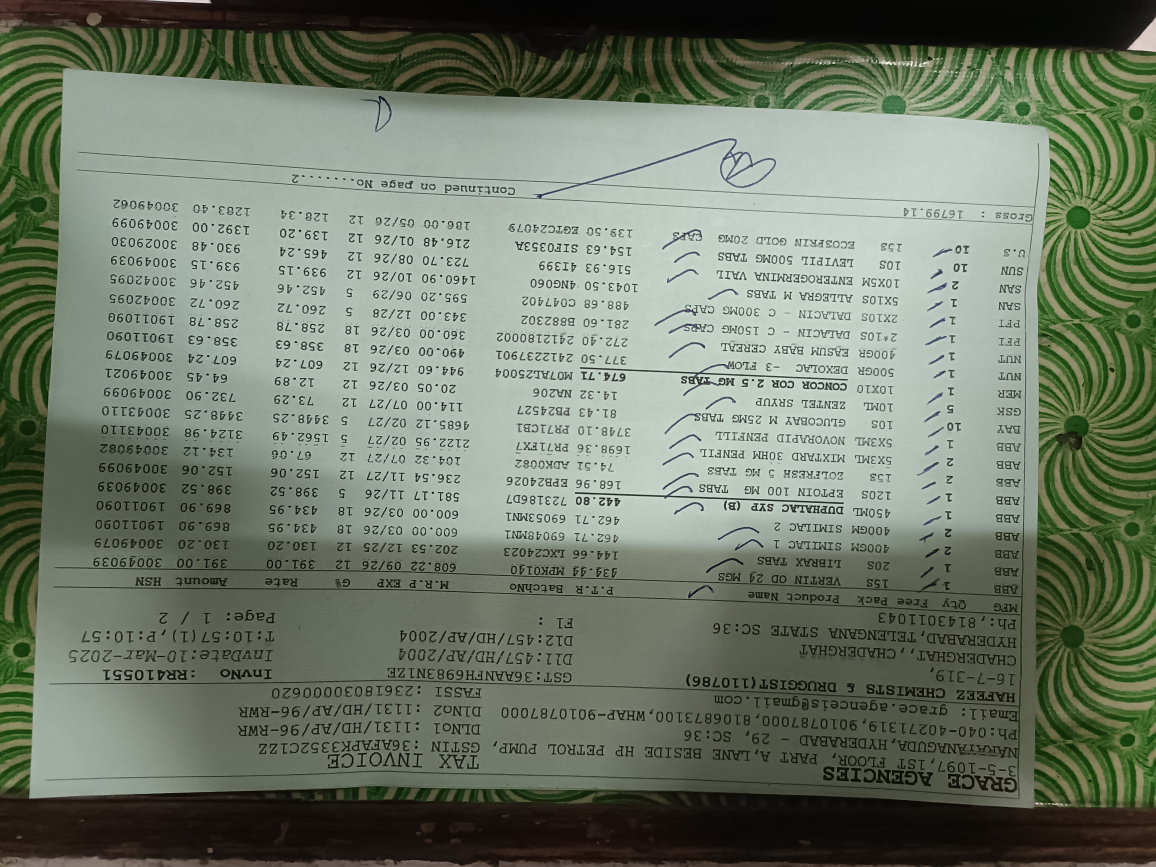 GRACE AGENCIES TAX INVOICE
3-5-1097,1ST FLOOR, PART A,LANE BESIDE HP PETROL PUMP, GSTIN :36AFAPK3352C1ZZ
NARAYANAGUDA,HYDERABAD - 29, SC:36 DLNO1 :1131/HD/AP/96-RWR
Ph:040-40271319,9010787000,8106873100,WHAP-9010787000 DLNO2 :1131/HD/AP/96-RWR
Email: grace.agencies@gmail.com FASSI :23618030000620
HAFEEZ CHEMISTS & DRUGGIST(110786) GST:36AANFH6983N1ZE InvNo :RR410551
16-7-319, Dl1:457/HD/AP/2004 InvDate:10-Mar-2025
CHADERGHAT,,CHADERGHAT Dl2:457/HD/AP/2004 T:10:57(1),P:10:57
HYDERABAD,TELENGANA STATE SC:36 Fl : Page: 1 / 2
Ph:,8143011043
MFG Qty Free Pack Product Name P.T.R BatchNo M.R.P EXP G% Rate Amount HSN
ABB 1 15S VERTIN OD 24 MGS 434.44 MPK0140 608.22 09/26 12 391.00 391.00 30049039
ABB 1 20S LIBRAX TABS 144.66 LXC24023 202.53 12/25 12 130.20 130.20 30049079
ABB 2 400GM SIMILAC 1 462.71 69048MN1 600.00 03/26 18 434.95 869.90 19011090
ABB 2 400GM SIMILAC 2 462.71 69053MN1 600.00 03/26 18 434.95 869.90 19011090
ABB 1 450ML DUPHALAC SYP (B) 442.80 72318D67 581.17 11/26 5 398.52 398.52 30049039
ABB 1 120S EPTOIN 100 MG TABS 168.96 EPB24026 236.54 11/27 12 152.06 152.06 30049099
ABB 2 15S ZOLFRESH 5 MG TABS 74.51 ADK0082 104.32 07/27 12 67.06 134.12 30049082
ABB 2 5X3ML MIXTARD 30HM PENFIL 1698.36 PR71FX7 2122.95 02/27 5 1562.49 3124.98 30043110
ABB 1 5X3ML NOVORAPID PENFILL 3748.10 PR71CB1 4685.12 02/27 5 3448.25 3448.25 30043110
BAY 10 10S GLUCOBAY M 25MG TABS 81.43 PB24527 114.00 07/27 12 73.29 732.90 30049099
GSK 5 10ML ZENTEL SRYUP 14.32 NA206 20.05 03/26 12 12.89 64.45 30049021
MER 1 10X10 CONCOR COR 2.5 MG TABS 674.71 M07AL25004 944.60 12/26 12 607.24 607.24 30049079
NUT 1 500GR DEXOLAC -3 FLOW 377.50 2412237901 490.00 03/26 18 358.63 358.63 19011090
NUT 1 400GR EASUM BABY CEREAL 272.40 2412180002 360.00 03/26 18 258.78 258.78 19011090
PFI 1 2*10S DALACIN - C 150MG CAPS 281.60 B882302 343.00 12/28 5 260.72 260.72 30042095
PFI 1 2X10S DALACIN - C 300MG CAPS 488.68 C047402 595.20 06/29 5 452.46 452.46 30042095
SAN 1 5X10S ALLEGRA M TABS 1043.50 4NG060 1460.90 10/26 12 939.15 939.15 30049039
SAN 2 10X5M ENTEROGERMINA VAIL 516.93 4I399 723.70 08/26 12 465.24 930.48 30029030
SUN 10 10S LEVIPIL 500MG TABS 154.63 SIF0353A 216.48 01/26 12 139.20 1392.00 30049099
U.S 10 15S ECOSPRIN GOLD 20MG CAPS 139.50 EGTC24079 186.00 05/26 12 128.34 1283.40 30049062
Gross : 16799.14
Continued on page No......2